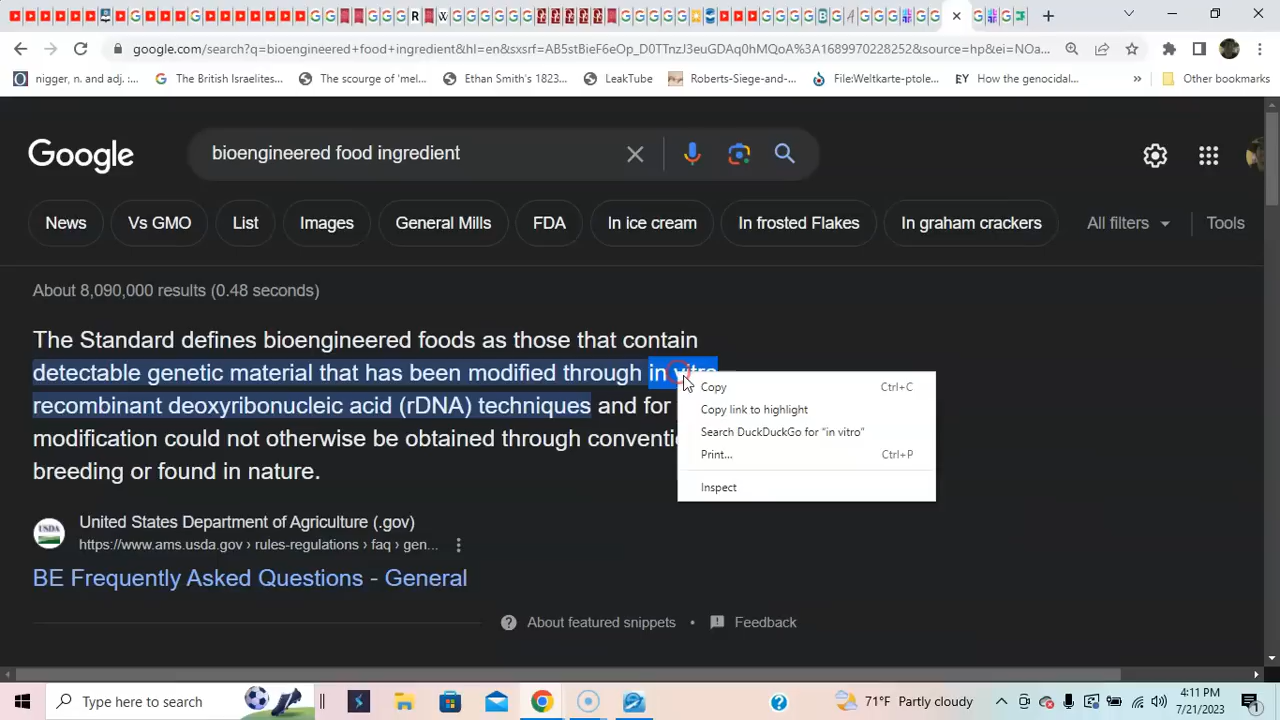 google.com/search?q=bioengineered+food+ingredient&hl=en&sxsrf=AB5stBieF6eOp_D0TTnzJ3euGDAq0hMQoA%3A1689970228252&source=hp&ei=NOa...
nigger, n. and adj. :...
The British Israelites...
The scourge of 'mel...
Ethan Smith's 1823...
LeakTube
Roberts-Siege-and-...
File:Weltkarte-ptole...
EY How the genocidal...
»
Other bookmarks
Google
bioengineered food ingredient
News
Vs GMO
List
Images
General Mills
FDA
In ice cream
In frosted Flakes
In graham crackers
All filters
Tools
About 8,090,000 results (0.48 seconds)
The Standard defines bioengineered foods as those that contain
detectable genetic material that has been modified through in vitro
recombinant deoxyribonucleic acid (rDNA) techniques and for
modification could not otherwise be obtained through conventi
breeding or found in nature.
Copy Ctrl+C
Copy link to highlight
Search DuckDuckGo for “in vitro”
Print... Ctrl+P
Inspect
USDA
United States Department of Agriculture (.gov)
https://www.ams.usda.gov › rules-regulations › faq › gen...
BE Frequently Asked Questions - General
About featured snippets • Feedback
Type here to search
71°F Partly cloudy
4:11 PM
7/21/2023